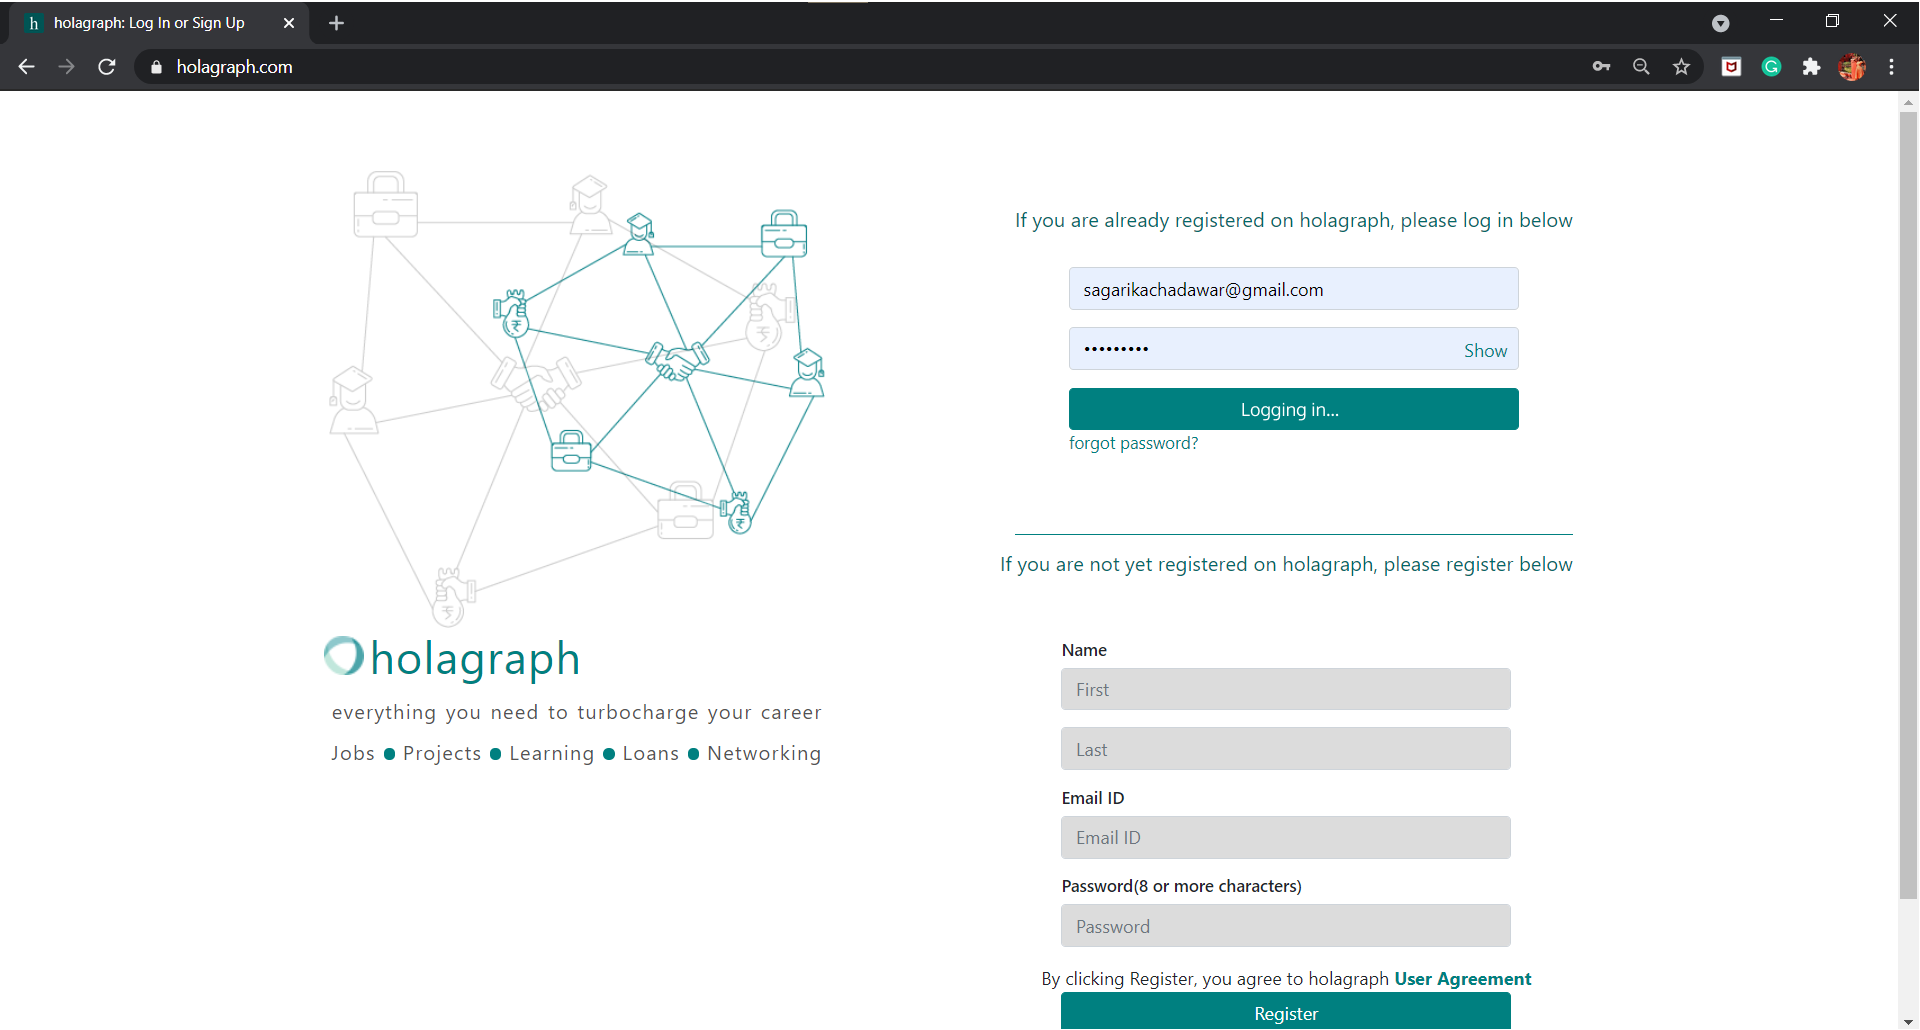 h holagraph: Log In or Sign Up
holagraph.com
If you are already registered on holagraph, please log in below
sagarikachadawar@gmail.com
••••••••• Show
Logging in...
forgot password?
If you are not yet registered on holagraph, please register below
holagraph
everything you need to turbocharge your career
Jobs ● Projects ● Learning ● Loans ● Networking
Name
First
Last
Email ID
Email ID
Password(8 or more characters)
Password
By clicking Register, you agree to holagraph User Agreement
Register